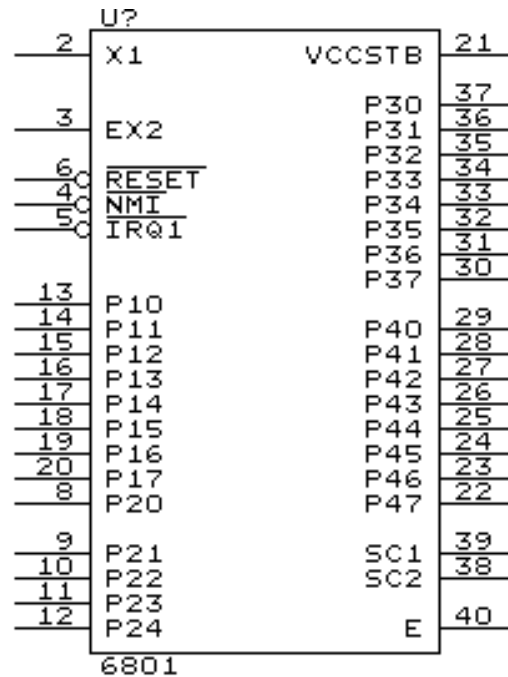 U?
2 X1 VCCSTB 21
P30 37
3 EX2 P31 36
P32 35
6 RESET P33 34
4 NMI P34 33
5 IRQ1 P35 32
P36 31
P37 30
13 P10
14 P11 P40 29
15 P12 P41 28
16 P13 P42 27
17 P14 P43 26
18 P15 P44 25
19 P16 P45 24
20 P17 P46 23
8 P20 P47 22
9 P21 SC1 39
10 P22 SC2 38
11 P23
12 P24 E 40
6801